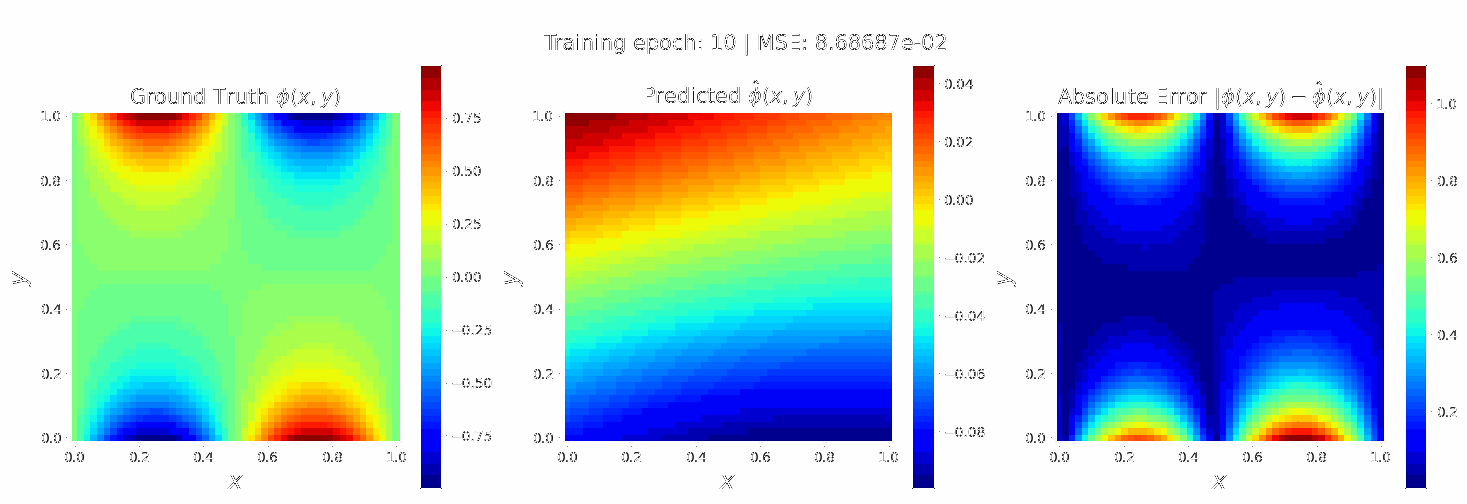 Training epoch: 10 | MSE: 8.68687e-02
Ground Truth ϕ(x, y)
1.0
0.8
0.6
0.4
0.2
0.0
y
0.0 0.2 0.4 0.6 0.8 1.0
x
0.75
0.50
0.25
0.00
−0.25
−0.50
−0.75
Predicted ϕ̂(x, y)
1.0
0.8
0.6
0.4
0.2
0.0
y
0.0 0.2 0.4 0.6 0.8 1.0
x
0.04
0.02
0.00
−0.02
−0.04
−0.06
−0.08
Absolute Error |ϕ(x, y) − ϕ̂(x, y)|
1.0
0.8
0.6
0.4
0.2
0.0
y
0.0 0.2 0.4 0.6 0.8 1.0
x
1.0
0.8
0.6
0.4
0.2